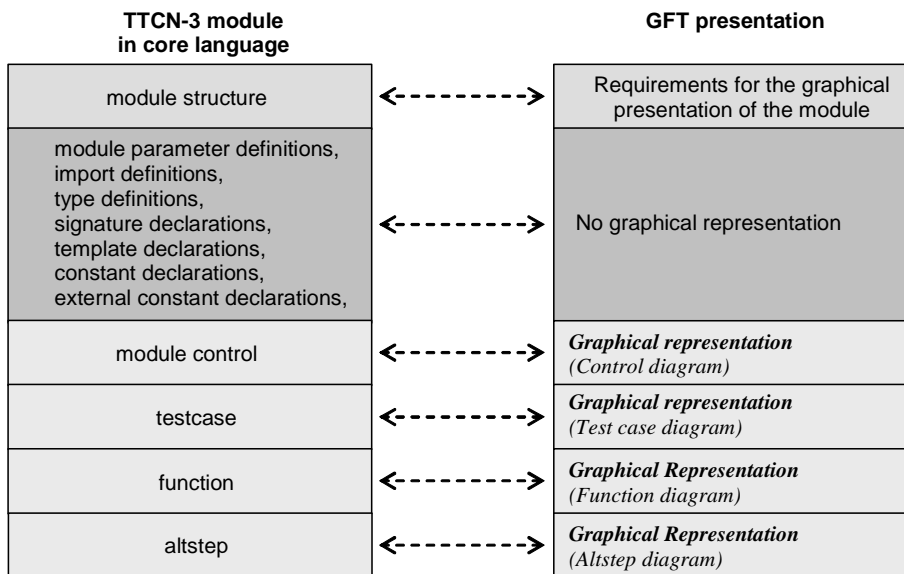 TTCN-3 module
in core language
GFT presentation
module structure
Requirements for the graphical
presentation of the module
module parameter definitions,
import definitions,
type definitions,
signature declarations,
template declarations,
constant declarations,
external constant declarations,
No graphical representation
module control
Graphical representation
(Control diagram)
testcase
Graphical representation
(Test case diagram)
function
Graphical Representation
(Function diagram)
altstep
Graphical Representation
(Altstep diagram)